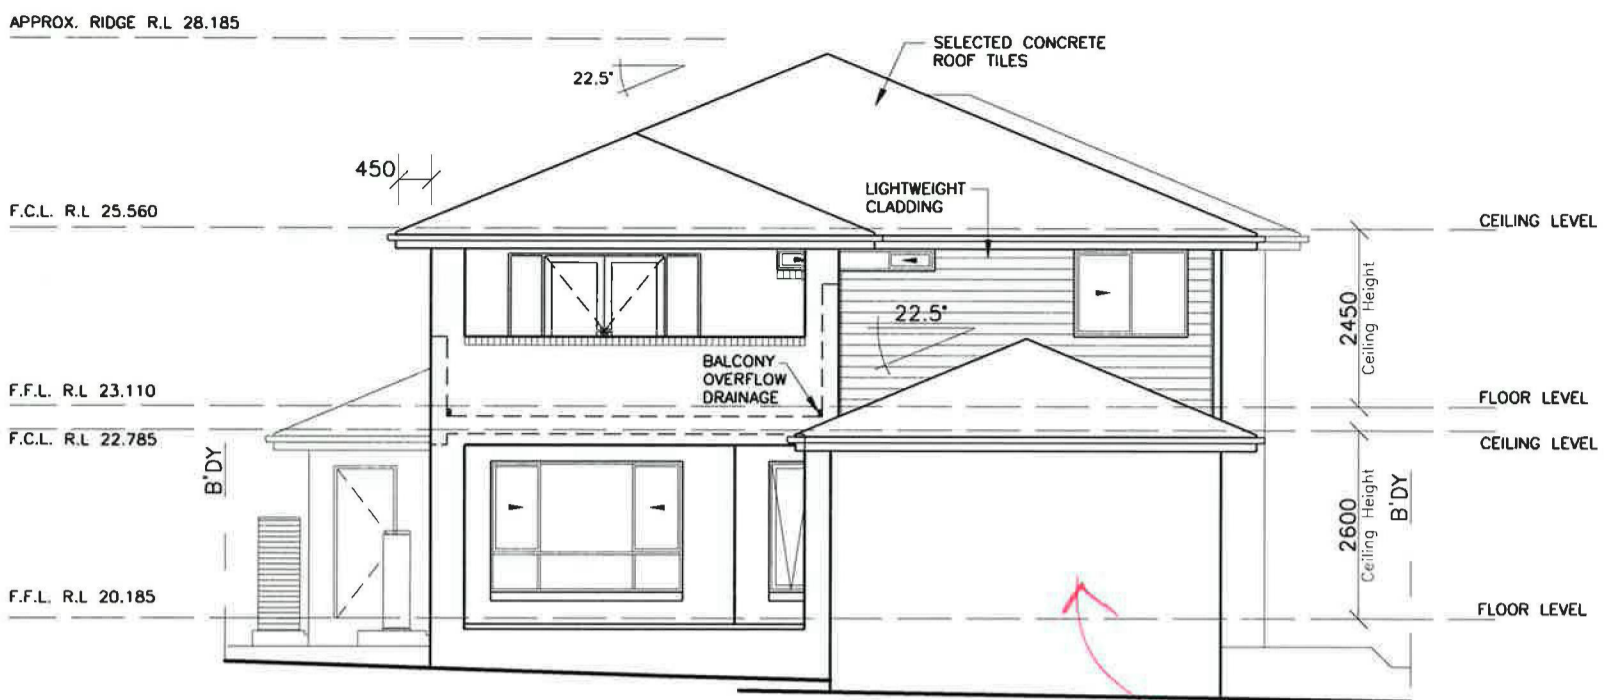 APPROX. RIDGE R.L 28.185
SELECTED CONCRETE
ROOF TILES
22.5°
450
LIGHTWEIGHT
CLADDING
F.C.L. R.L 25.560
CEILING LEVEL
2450
Ceiling Height
22.5°
BALCONY
OVERFLOW
DRAINAGE
F.F.L. R.L 23.110
FLOOR LEVEL
F.C.L. R.L 22.785
CEILING LEVEL
B'DY
2600
Ceiling Height
B'DY
F.F.L. R.L 20.185
FLOOR LEVEL